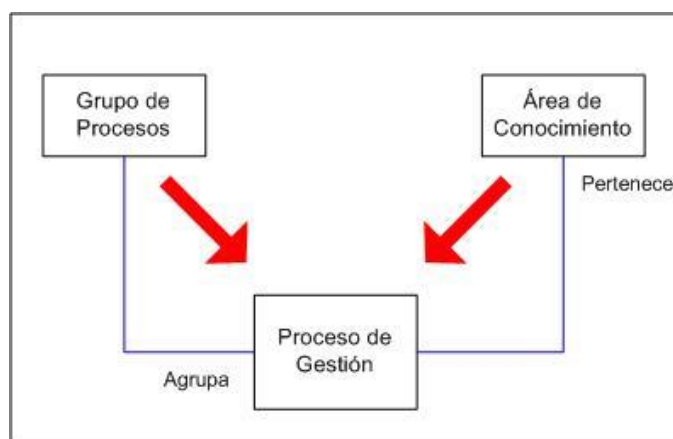 Grupo de
Procesos
Área de
Conocimiento
Pertenece
Proceso de
Gestión
Agrupa